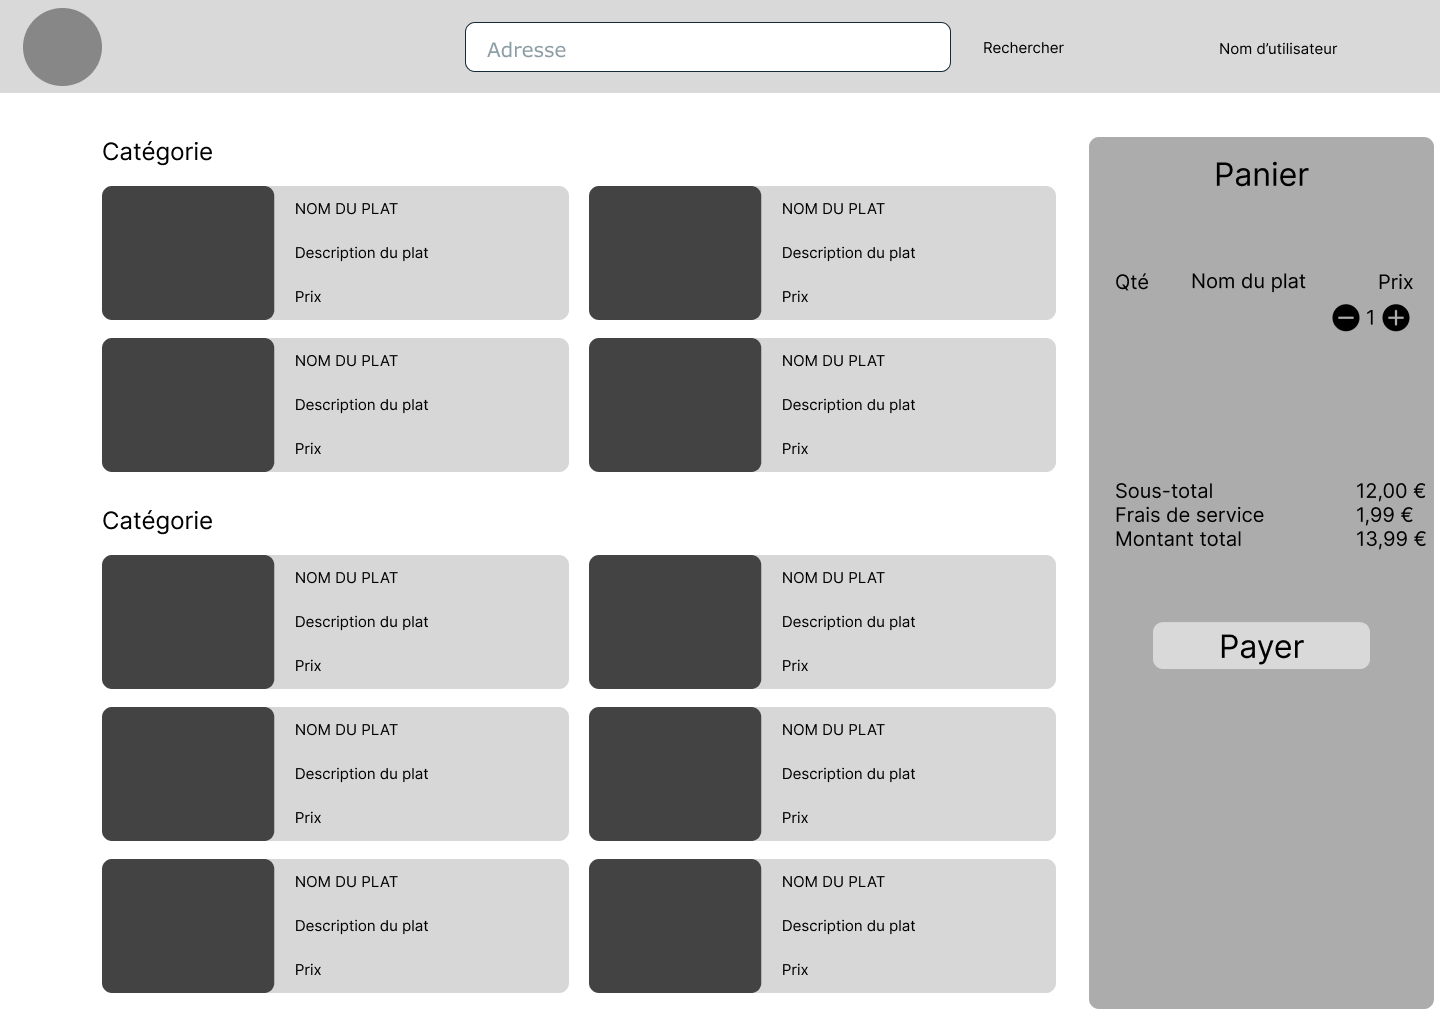 Adresse
Rechercher
Nom d’utilisateur
Catégorie
NOM DU PLAT
Description du plat
Prix
NOM DU PLAT
Description du plat
Prix
NOM DU PLAT
Description du plat
Prix
NOM DU PLAT
Description du plat
Prix
Catégorie
NOM DU PLAT
Description du plat
Prix
NOM DU PLAT
Description du plat
Prix
NOM DU PLAT
Description du plat
Prix
NOM DU PLAT
Description du plat
Prix
NOM DU PLAT
Description du plat
Prix
NOM DU PLAT
Description du plat
Prix
Panier
Qté Nom du plat Prix
1
Sous-total 12,00 €
Frais de service 1,99 €
Montant total 13,99 €
Payer